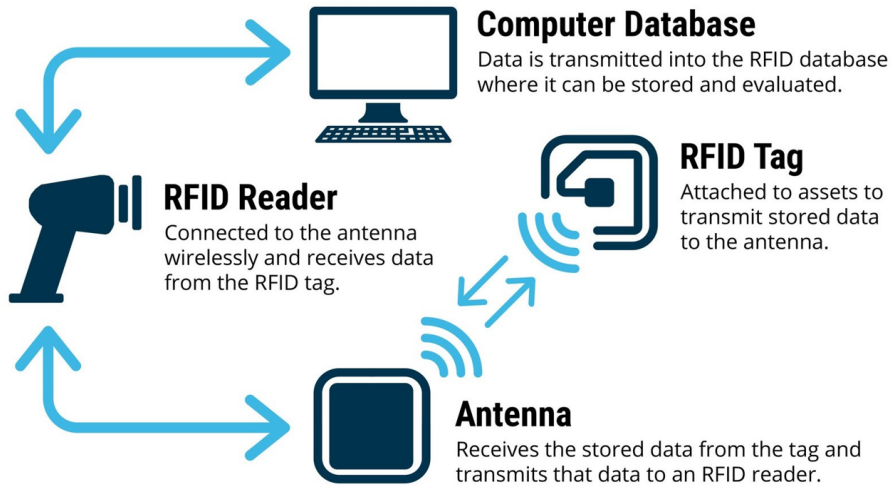 Computer Database
Data is transmitted into the RFID database
where it can be stored and evaluated.
RFID Tag
Attached to assets to
transmit stored data
to the antenna.
RFID Reader
Connected to the antenna
wirelessly and receives data
from the RFID tag.
Antenna
Receives the stored data from the tag and
transmits that data to an RFID reader.